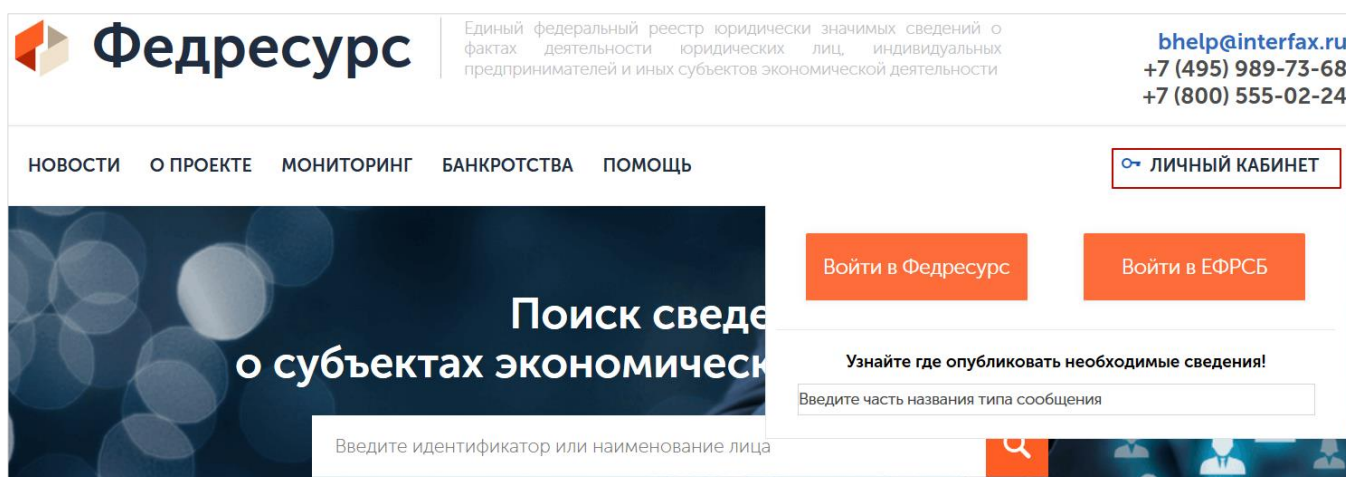 Федресурс
Единый федеральный реестр юридически значимых сведений о
фактах деятельности юридических лиц, индивидуальных
предпринимателей и иных субъектов экономической деятельности
bhelp@interfax.ru
+7 (495) 989-73-68
+7 (800) 555-02-24
НОВОСТИ О ПРОЕКТЕ МОНИТОРИНГ БАНКРОТСТВА ПОМОЩЬ
ЛИЧНЫЙ КАБИНЕТ
Войти в Федресурс Войти в ЕФРСБ
Узнайте где опубликовать необходимые сведения!
Введите часть названия типа сообщения
Поиск сведе
о субъектах экономическ
Введите идентификатор или наименование лица